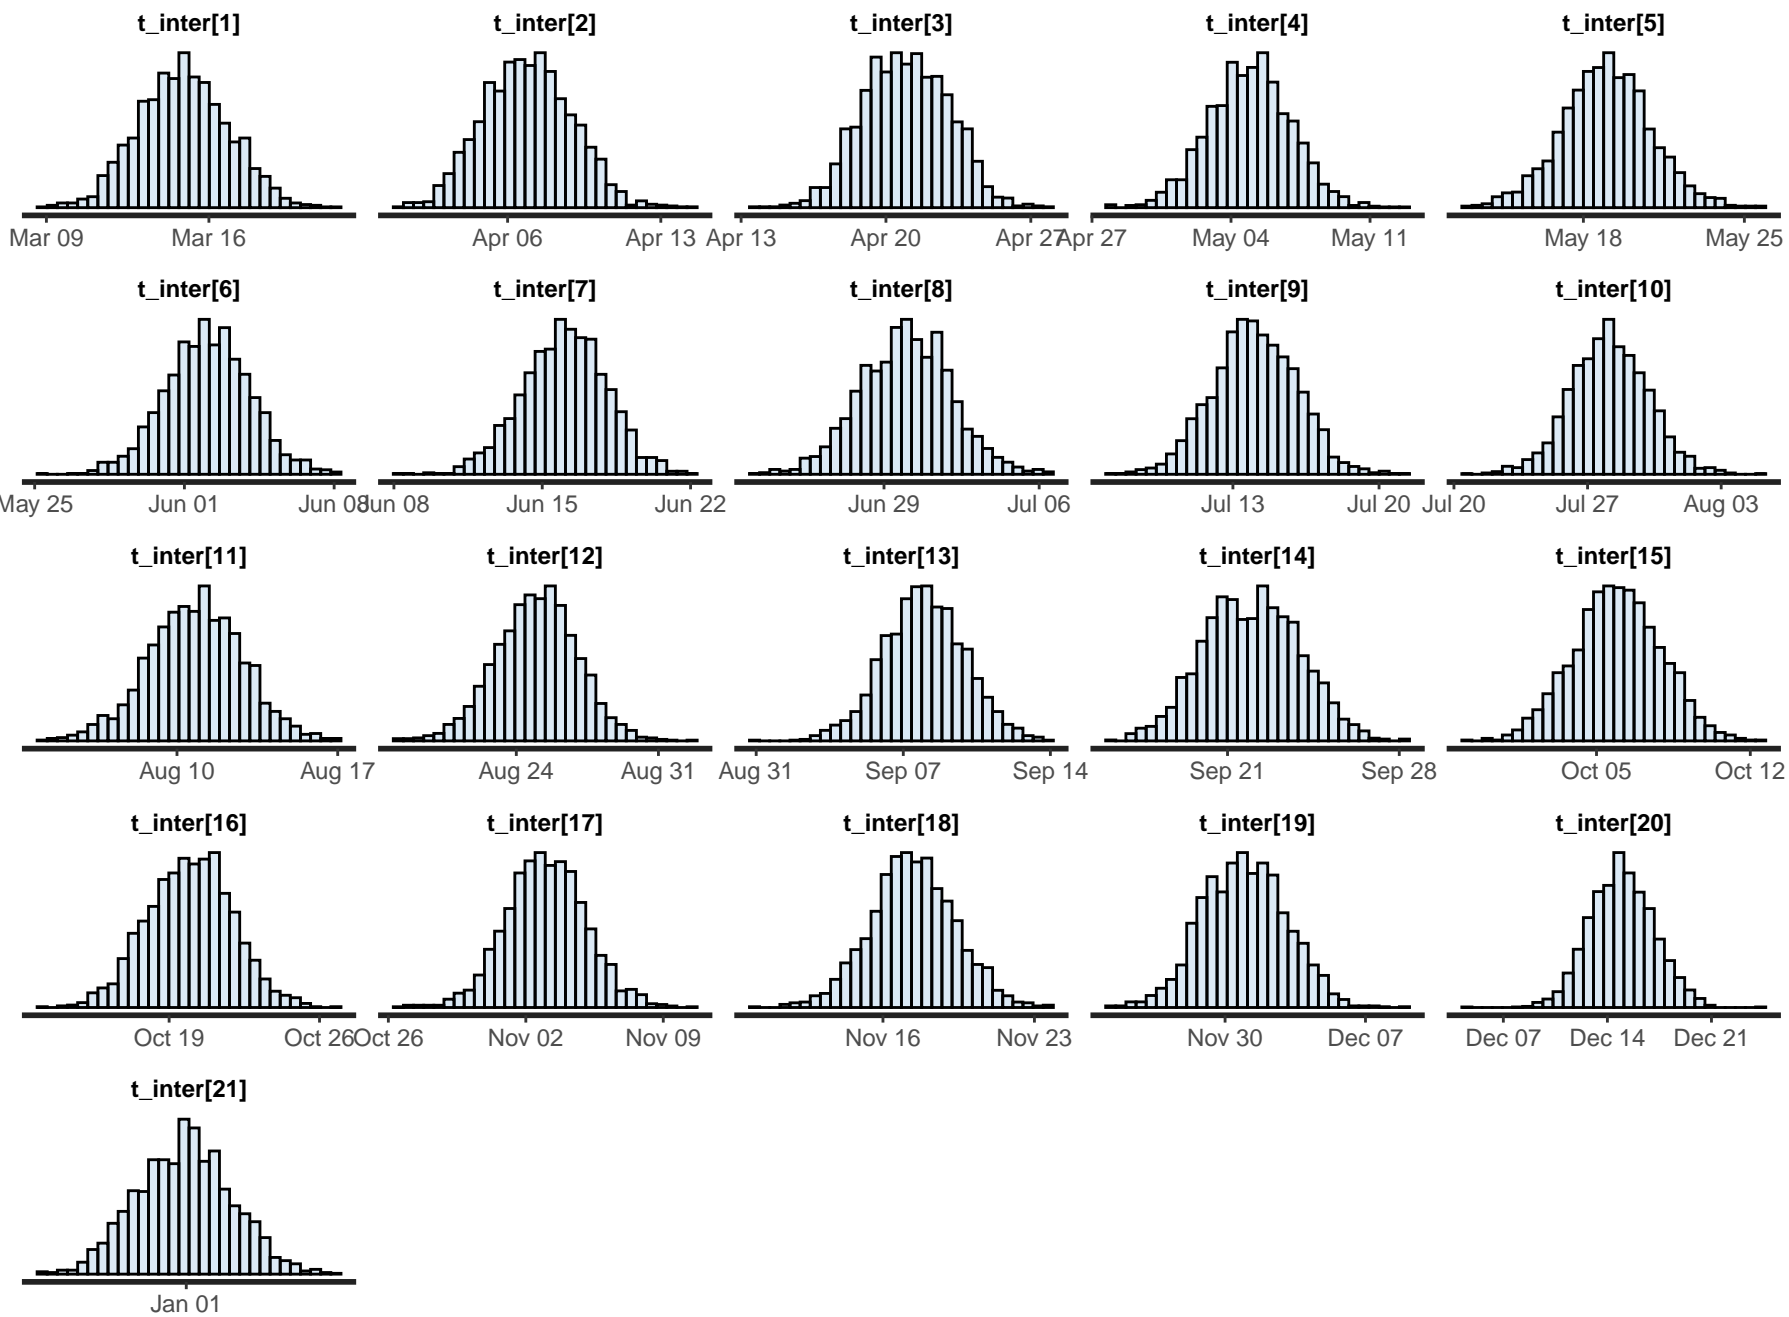 t_inter[1] t_inter[2] t_inter[3] t_inter[4] t_inter[5]
Mar 09 Mar 16 Apr 06 Apr 13 Apr 13 Apr 20 Apr 27 Apr 27 May 04 May 11 May 18 May 25
t_inter[6] t_inter[7] t_inter[8] t_inter[9] t_inter[10]
May 25 Jun 01 Jun 08 Jun 08 Jun 15 Jun 22 Jun 29 Jul 06 Jul 13 Jul 20 Jul 20 Jul 27 Aug 03
t_inter[11] t_inter[12] t_inter[13] t_inter[14] t_inter[15]
Aug 10 Aug 17 Aug 24 Aug 31 Aug 31 Sep 07 Sep 14 Sep 21 Sep 28 Oct 05 Oct 12
t_inter[16] t_inter[17] t_inter[18] t_inter[19] t_inter[20]
Oct 19 Oct 26 Oct 26 Nov 02 Nov 09 Nov 16 Nov 23 Nov 30 Dec 07 Dec 07 Dec 14 Dec 21
t_inter[21]
Jan 01